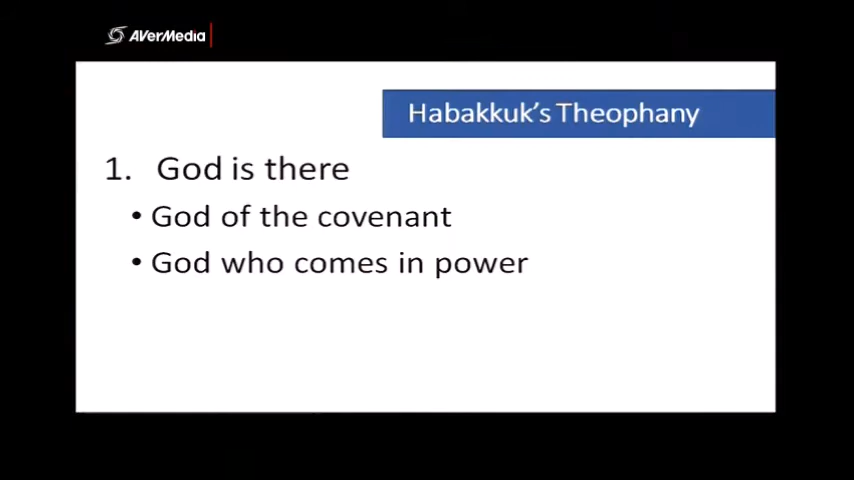 AVerMedia
Habakkuk's Theophany
1. God is there
• God of the covenant
• God who comes in power